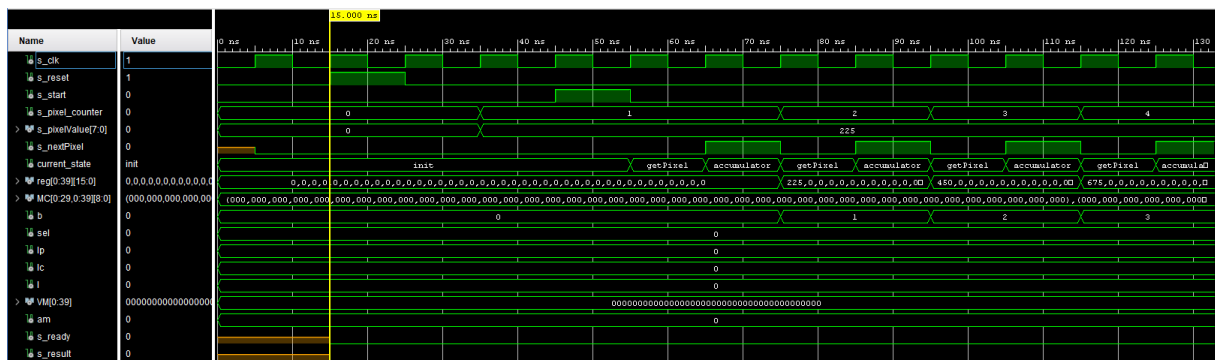 15.000 ns
Name Value 0 ns 10 ns 20 ns 30 ns 40 ns 50 ns 60 ns 70 ns 80 ns 90 ns 100 ns 110 ns 120 ns 130
s_clk 1
s_reset 1
s_start 0
s_pixel_counter 0 0 1 2 3 4
s_pixelValue[7:0] 0 0 225
s_nextPixel 0
current_state init init getPixel accumulator getPixel accumulator getPixel accumulator getPixel accumula
reg[0:39][15:0] 0,0,0,0,0,0,0,0,0,0,0,0 225,0,0,0,0,0,0,0,0,0,0 450,0,0,0,0,0,0,0,0,0,0 675,0,0,0,0,0,0,0,0,0,0
MC[0:29,0:39][8:0] (000,000,000,000,00
b 0 0 1 2 3
sel 0 0
lp 0 0
lc 0 0
l 0 0
VM[0:39] 0000000000000000
am 0 0
s_ready 0
s_result 0